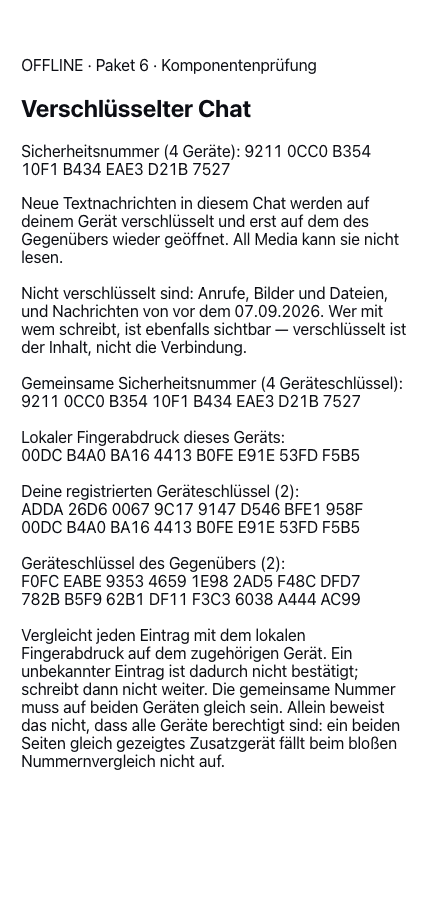 OFFLINE · Paket 6 · Komponentenprüfung
Verschlüsselter Chat
Sicherheitsnummer (4 Geräte): 9211 0CC0 B354
10F1 B434 EAE3 D21B 7527
Neue Textnachrichten in diesem Chat werden auf
deinem Gerät verschlüsselt und erst auf dem des
Gegenübers wieder geöffnet. All Media kann sie nicht
lesen.
Nicht verschlüsselt sind: Anrufe, Bilder und Dateien,
und Nachrichten von vor dem 07.09.2026. Wer mit
wem schreibt, ist ebenfalls sichtbar — verschlüsselt ist
der Inhalt, nicht die Verbindung.
Gemeinsame Sicherheitsnummer (4 Geräteschlüssel):
9211 0CC0 B354 10F1 B434 EAE3 D21B 7527
Lokaler Fingerabdruck dieses Geräts:
00DC B4A0 BA16 4413 B0FE E91E 53FD F5B5
Deine registrierten Geräteschlüssel (2):
ADDA 26D6 0067 9C17 9147 D546 BFE1 958F
00DC B4A0 BA16 4413 B0FE E91E 53FD F5B5
Geräteschlüssel des Gegenübers (2):
F0FC EABE 9353 4659 1E98 2AD5 F48C DFD7
782B B5F9 62B1 DF11 F3C3 6038 A444 AC99
Vergleicht jeden Eintrag mit dem lokalen
Fingerabdruck auf dem zugehörigen Gerät. Ein
unbekannter Eintrag ist dadurch nicht bestätigt;
schreibt dann nicht weiter. Die gemeinsame Nummer
muss auf beiden Geräten gleich sein. Allein beweist
das nicht, dass alle Geräte berechtigt sind: ein beiden
Seiten gleich gezeigtes Zusatzgerät fällt beim bloßen
Nummernvergleich nicht auf.